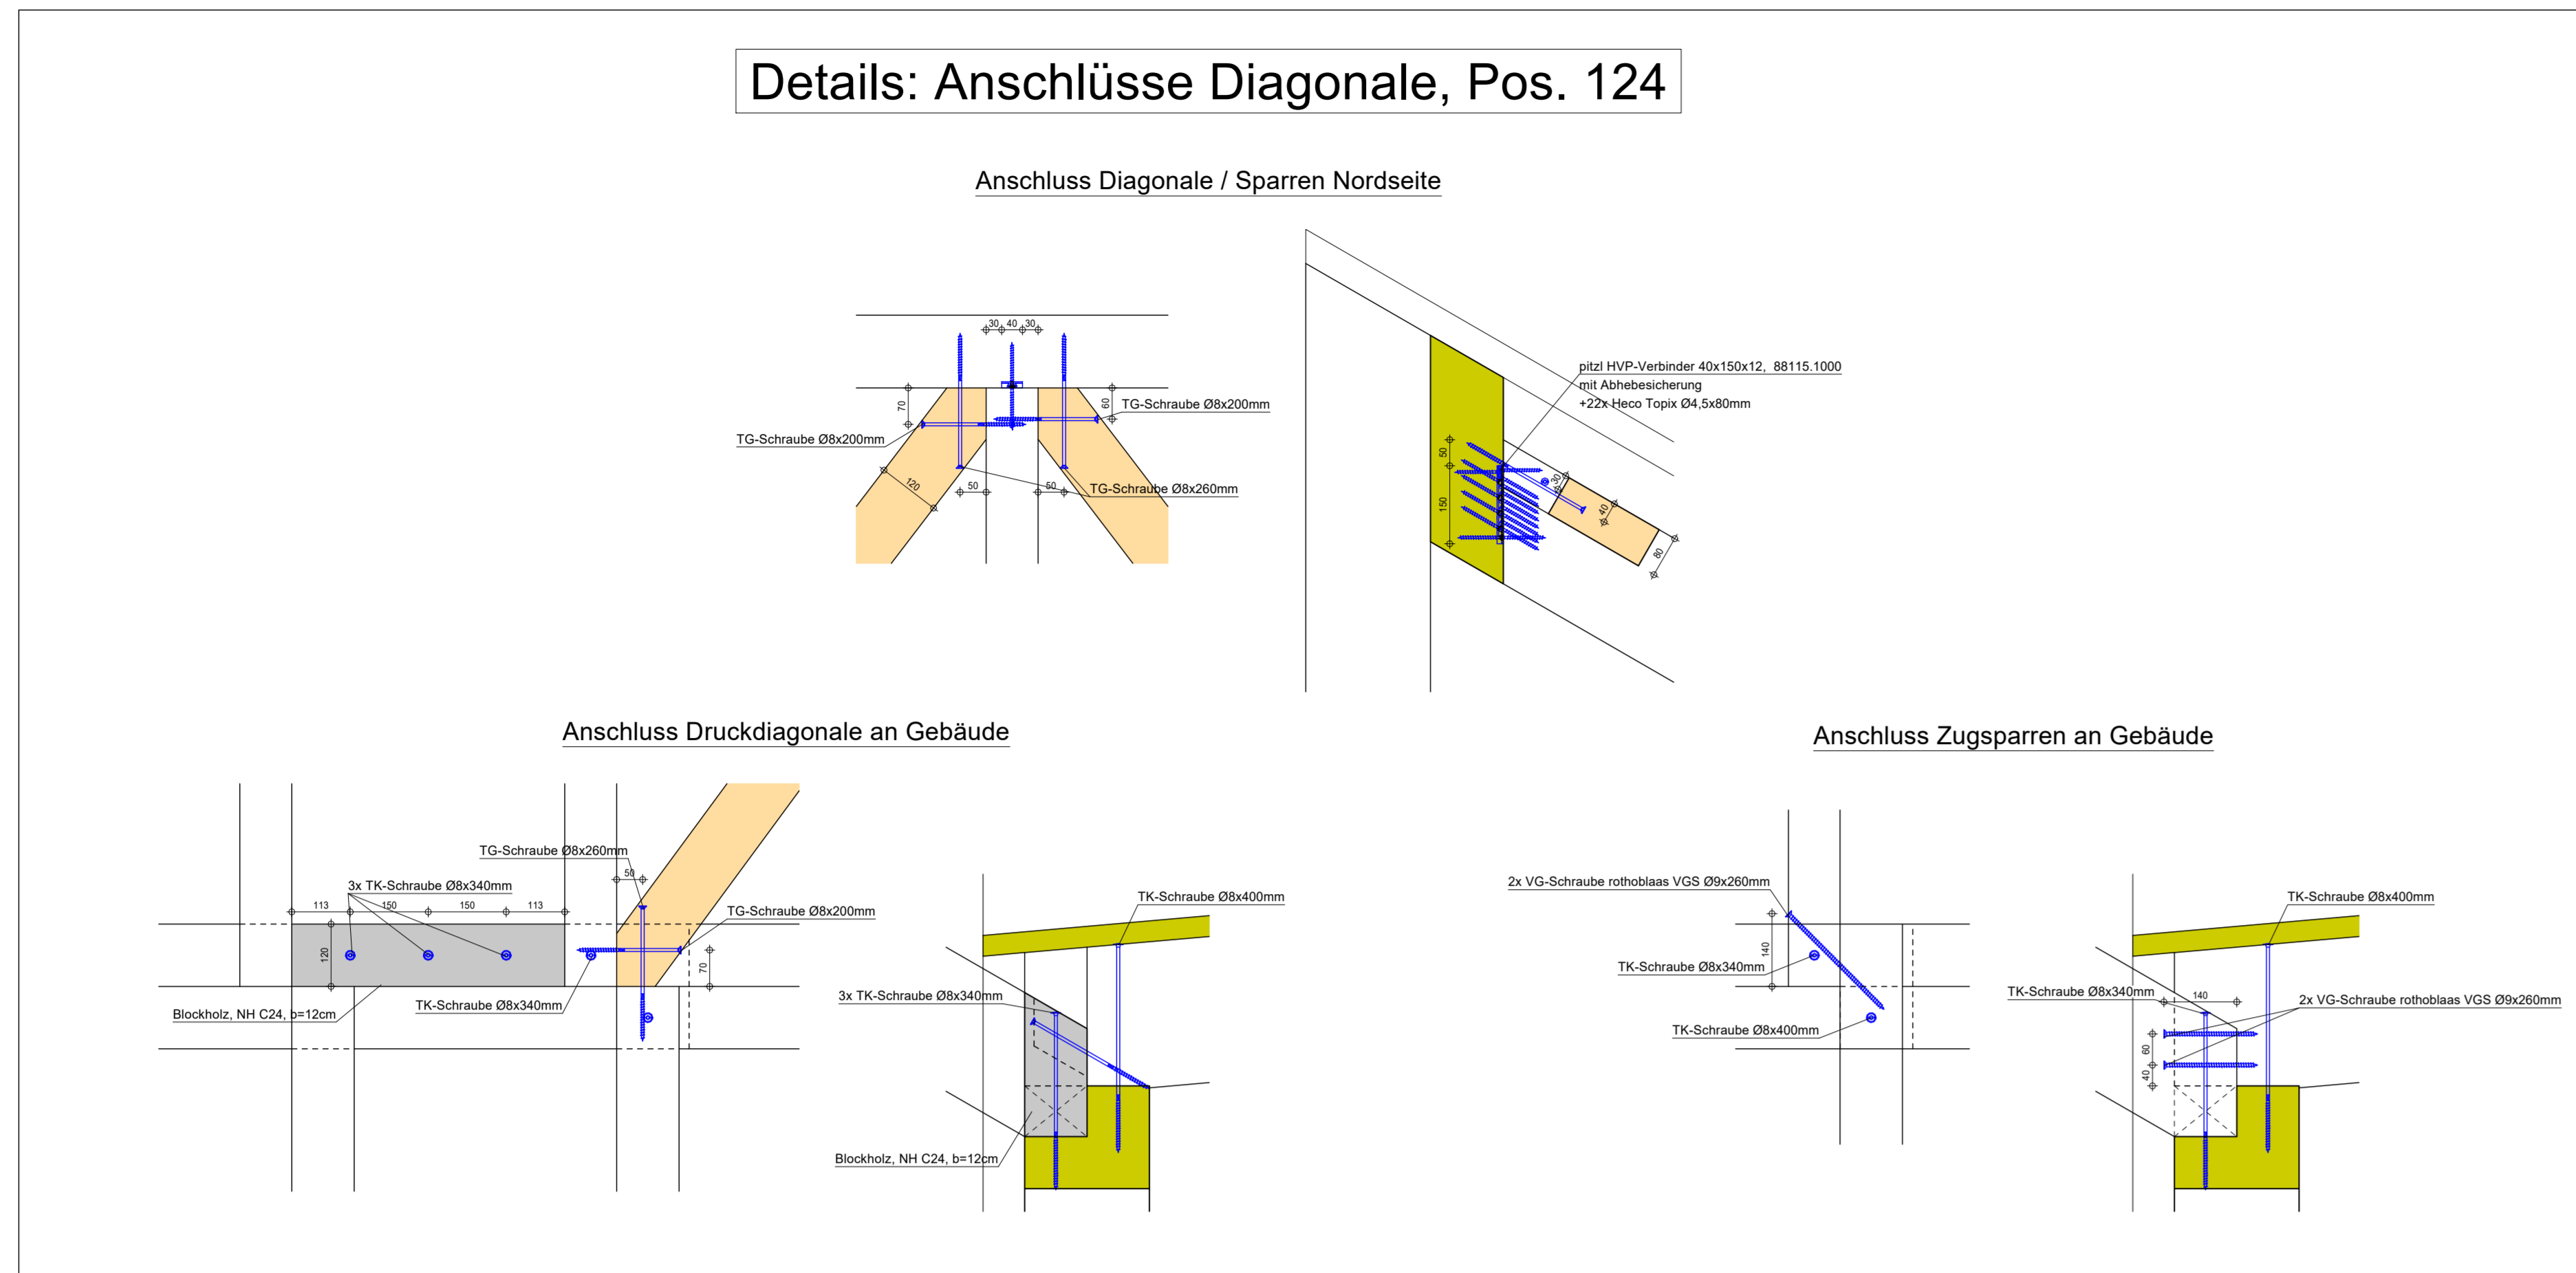 Details: Anschlüsse Diagonale, Pos. 124
Anschluss Diagonale / Sparren Nordseite
30 40 30
70
60
TG-Schraube Ø8x200mm
TG-Schraube Ø8x200mm
120
50
50
TG-Schraube Ø8x260mm
pitzl HVP-Verbinder 40x150x12, 88115.1000
mit Abhebesicherung
+22x Heco Topix Ø4,5x80mm
50
150
30
40
80
Anschluss Druckdiagonale an Gebäude
TG-Schraube Ø8x260mm
50
3x TK-Schraube Ø8x340mm
113 150 150 113
TG-Schraube Ø8x200mm
120
70
TK-Schraube Ø8x340mm
Blockholz, NH C24, b=12cm
TK-Schraube Ø8x400mm
3x TK-Schraube Ø8x340mm
Blockholz, NH C24, b=12cm
Anschluss Zugsparren an Gebäude
2x VG-Schraube rothoblaas VGS Ø9x260mm
140
TK-Schraube Ø8x340mm
TK-Schraube Ø8x400mm
TK-Schraube Ø8x400mm
TK-Schraube Ø8x340mm
140
2x VG-Schraube rothoblaas VGS Ø9x260mm
60
40